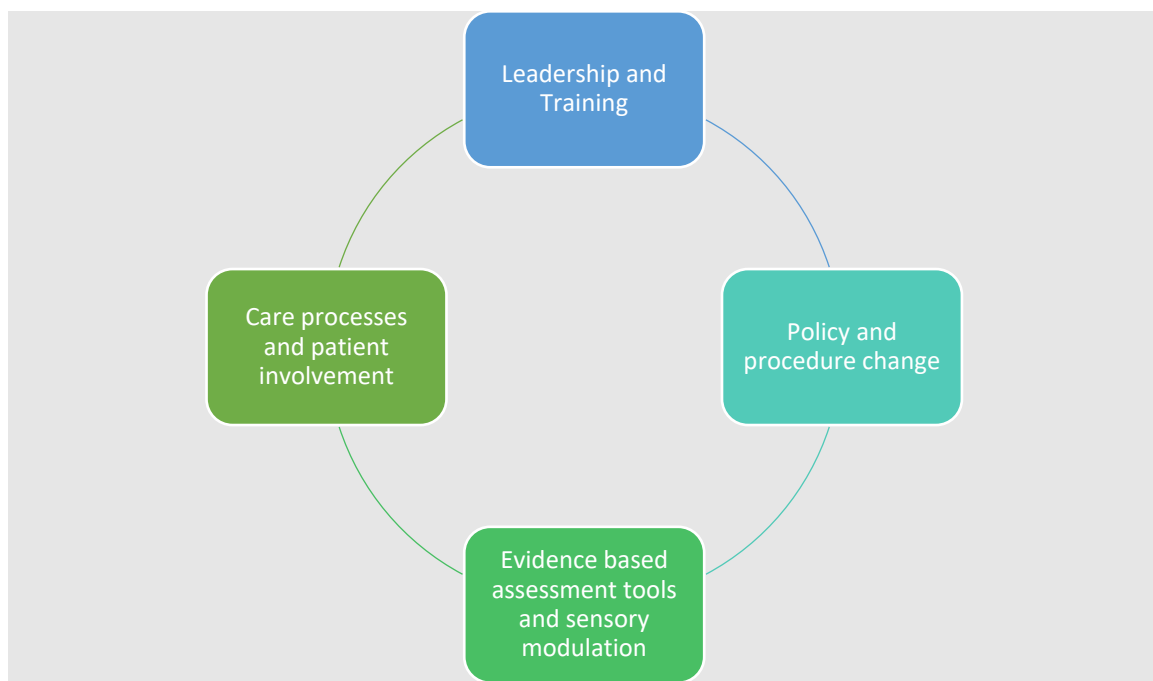 Leadership and
Training
Care processes
and patient
involvement
Policy and
procedure change
Evidence based
assessment tools
and sensory
modulation